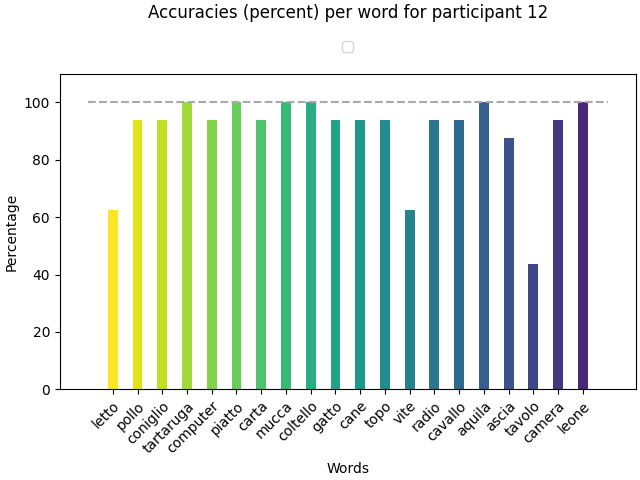 Accuracies (percent) per word for participant 12
100
80
60
40
20
0
Percentage
letto
pollo
coniglio
tartaruga
computer
piatto
carta
mucca
coltello
gatto
cane
topo
vite
radio
cavallo
aquila
ascia
tavolo
camera
leone
Words